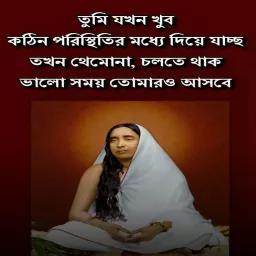 তুমি যখন খুব
কঠিন পরিস্থিতির মধ্যে দিয়ে যাচ্ছ
তখন থেমোনা, চলতে থাক
ভালো সময় তোমারও আসবে